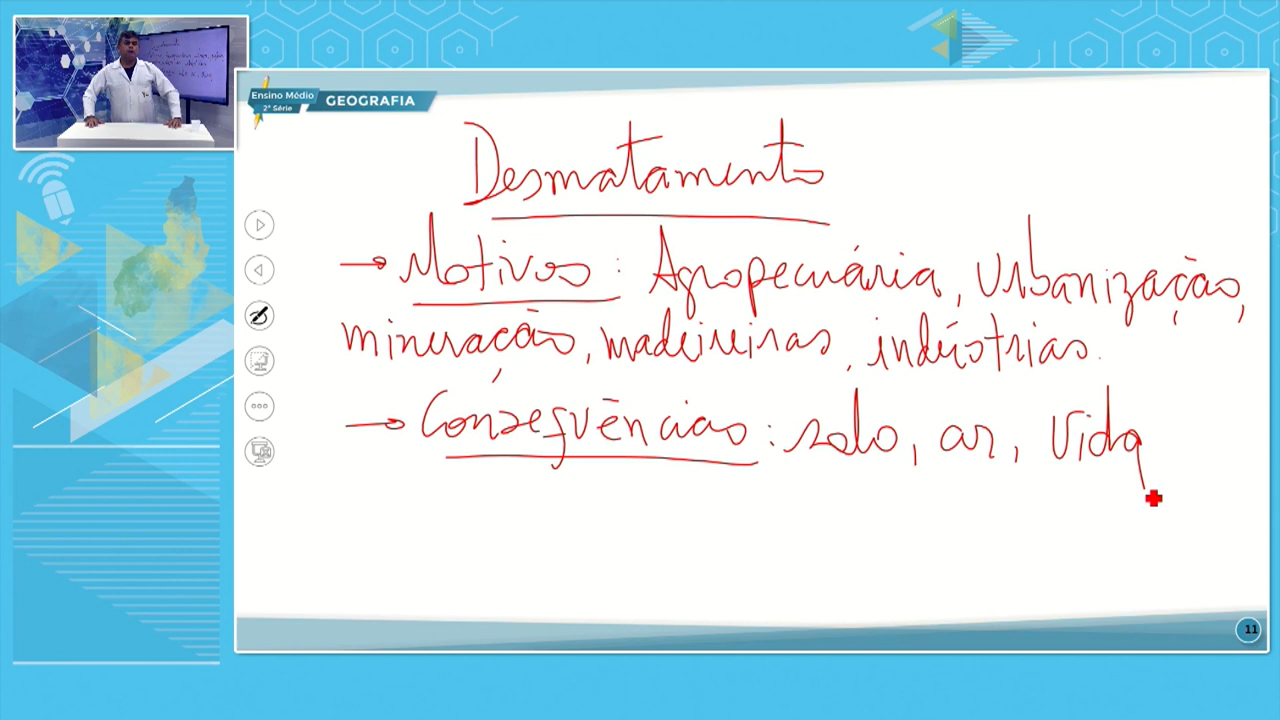 Ensino Médio
2ª Série
GEOGRAFIA
Desmatamento
→ Motivos: Agropecuária, Urbanização,
mineração, madeireiras, indústrias.
→ Consequências: solo, ar, vida
11